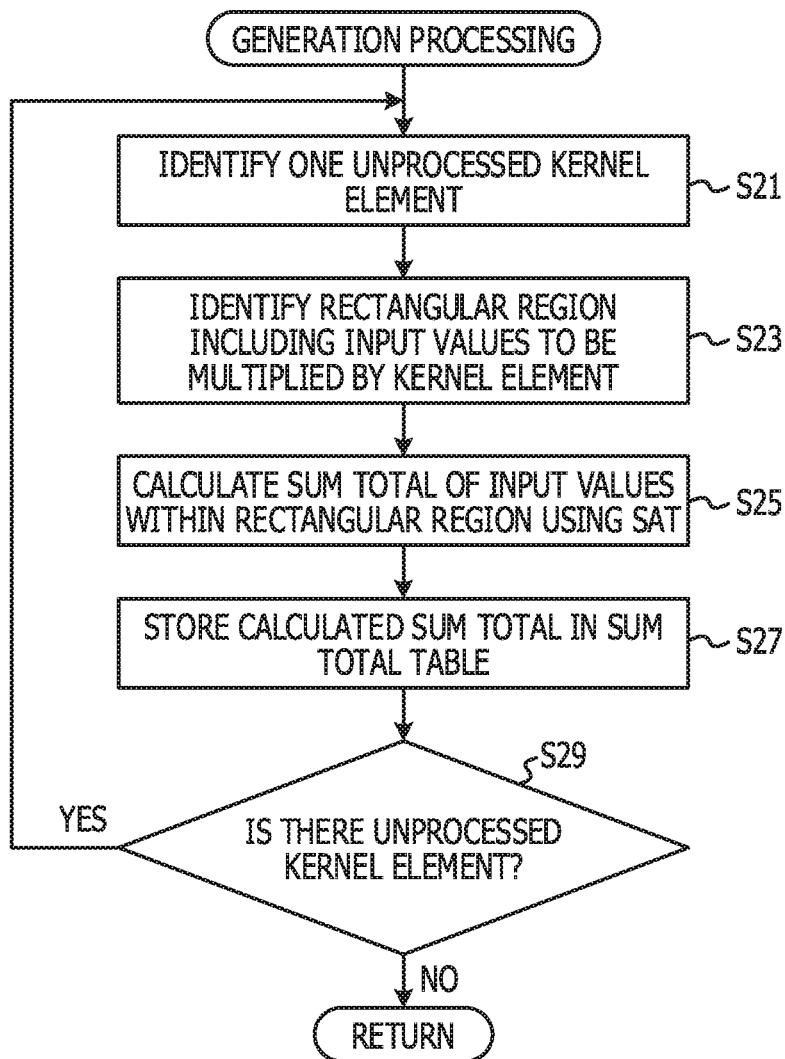 GENERATION PROCESSING
IDENTIFY ONE UNPROCESSED KERNEL
ELEMENT
S21
IDENTIFY RECTANGULAR REGION
INCLUDING INPUT VALUES TO BE
MULTIPLIED BY KERNEL ELEMENT
S23
CALCULATE SUM TOTAL OF INPUT VALUES
WITHIN RECTANGULAR REGION USING SAT
S25
STORE CALCULATED SUM TOTAL IN SUM
TOTAL TABLE
S27
S29
YES
IS THERE UNPROCESSED
KERNEL ELEMENT?
NO
RETURN